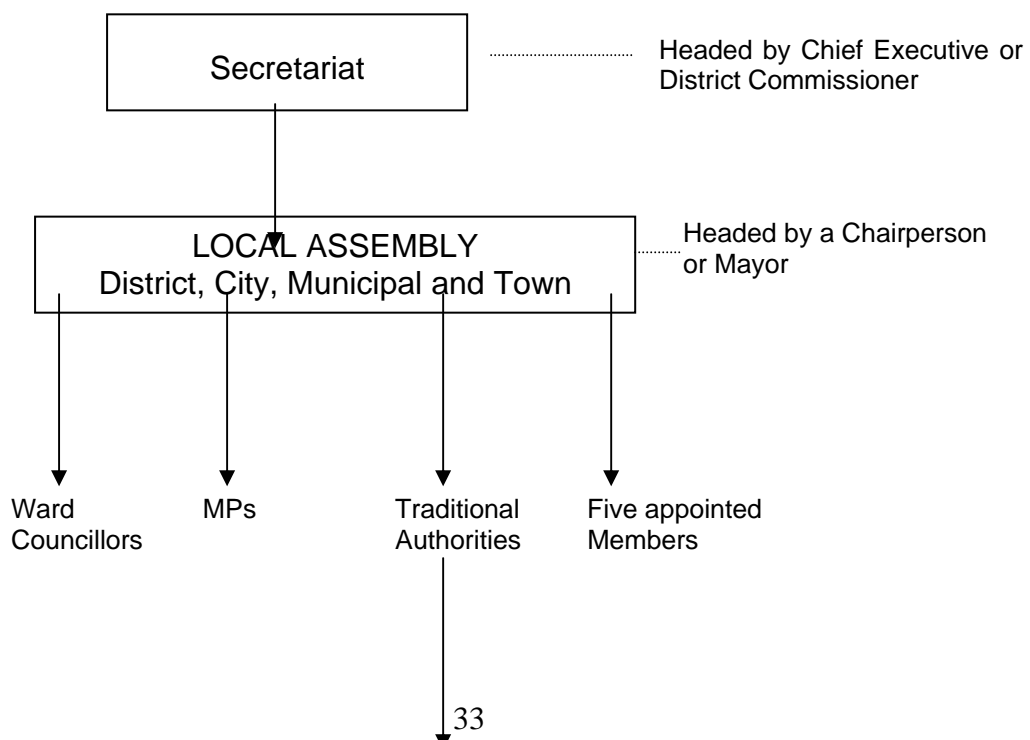 Secretariat
Headed by Chief Executive or
District Commissioner
LOCAL ASSEMBLY
District, City, Municipal and Town
Headed by a Chairperson
or Mayor
Ward
Councillors
MPs
Traditional
Authorities
Five appointed
Members
33